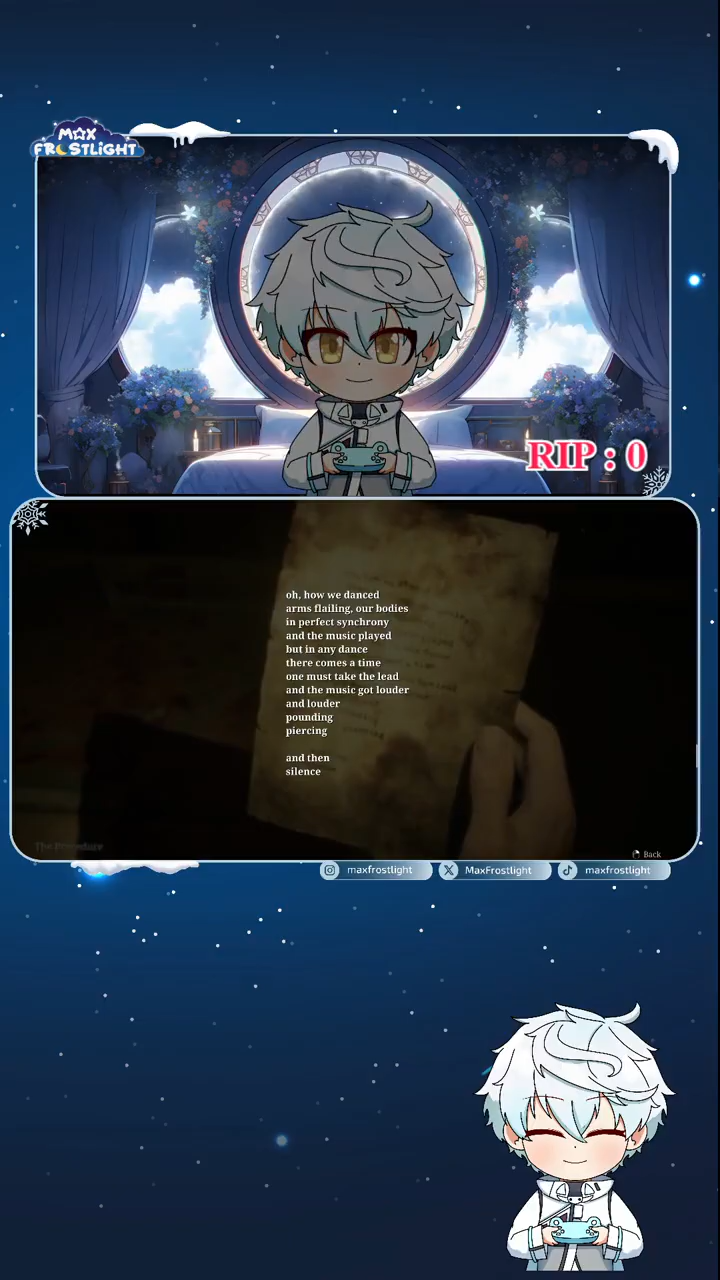 MAX
FROSTLIGHT
RIP : 0
oh, how we danced
arms flailing, our bodies
in perfect synchrony
and the music played
but in any dance
there comes a time
one must take the lead
and the music got louder
and louder
pounding
piercing
and then
silence
The Procedure
Back
maxfrostlight
MaxFrostlight
maxfrostlight